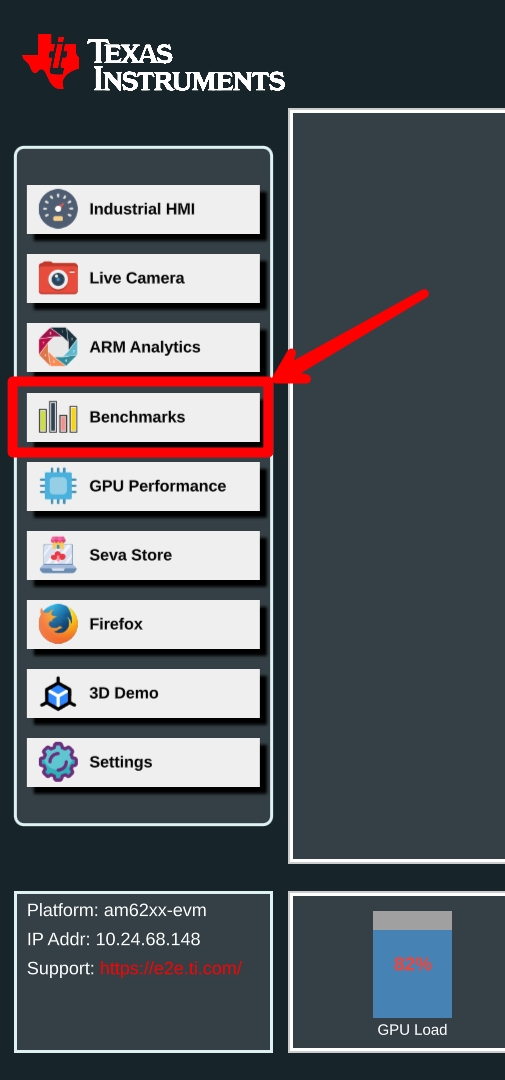 TEXAS
INSTRUMENTS
Industrial HMI
Live Camera
ARM Analytics
Benchmarks
GPU Performance
Seva Store
Firefox
3D Demo
Settings
Platform: am62xx-evm
IP Addr: 10.24.68.148
Support: https://e2e.ti.com/
82%
GPU Load